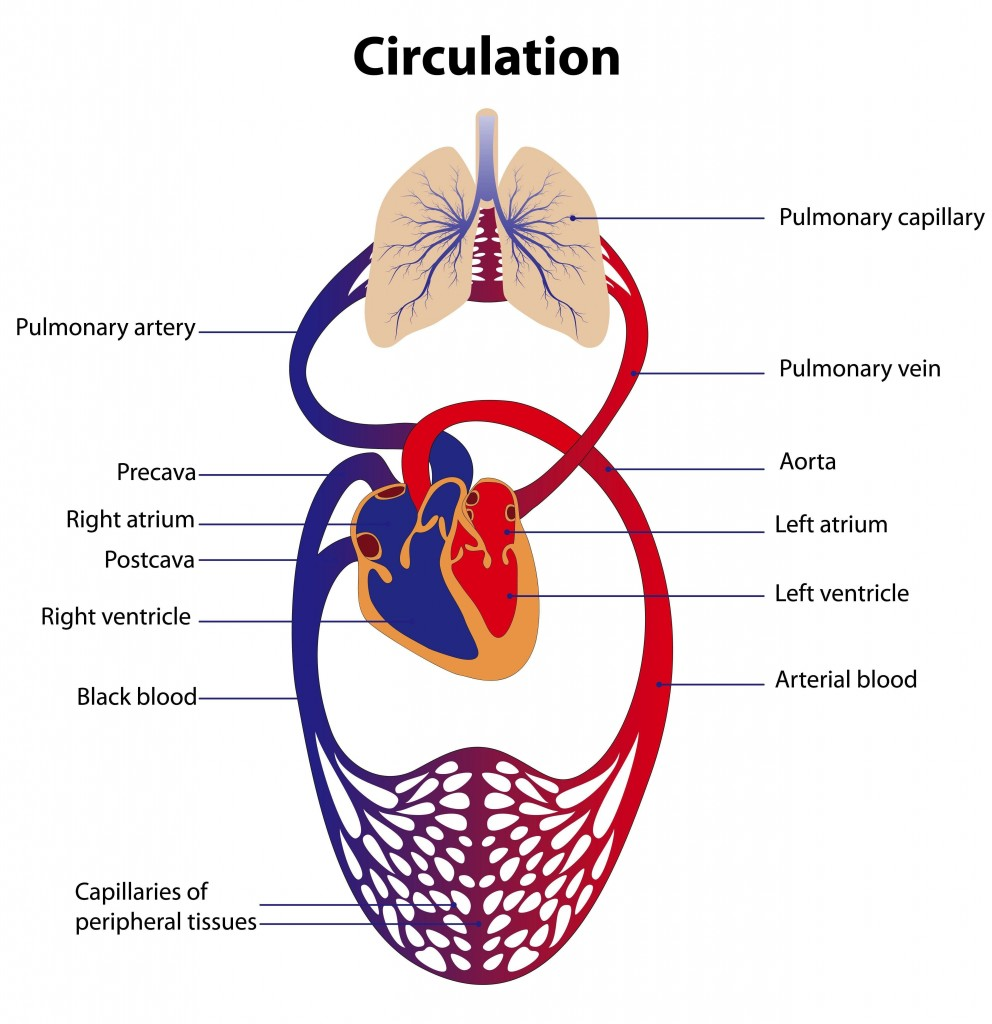 Circulation
Pulmonary capillary
Pulmonary artery
Pulmonary vein
Precava
Aorta
Right atrium
Left atrium
Postcava
Left ventricle
Right ventricle
Black blood
Arterial blood
Capillaries of
peripheral tissues